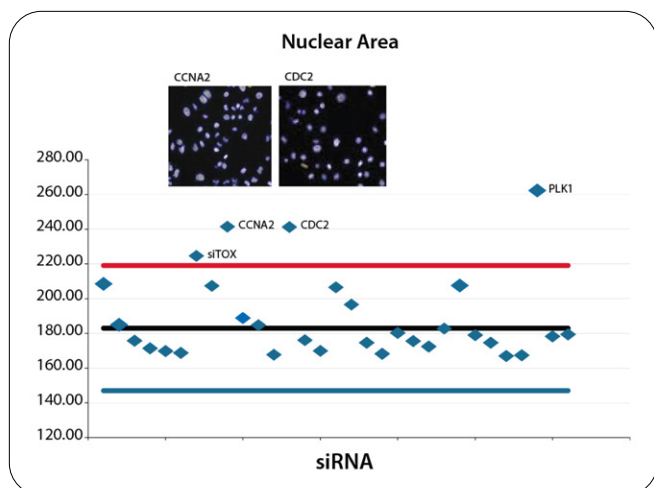 Nuclear Area
CCNA2 CDC2
280.00
260.00
PLK1
240.00
CCNA2 CDC2
siTOX
220.00
200.00
180.00
160.00
140.00
120.00
siRNA